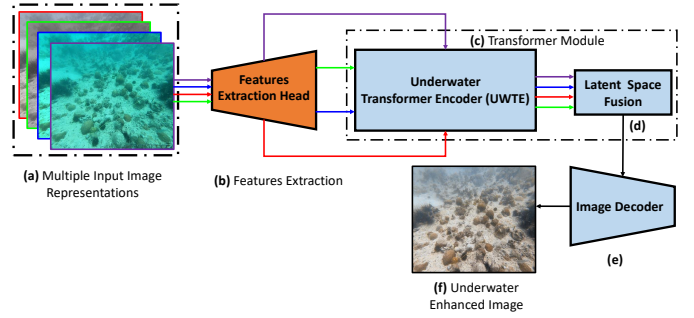 (c) Transformer Module
Features
Extraction Head
Underwater
Transformer Encoder (UWTE)
Latent Space
Fusion
(d)
(a) Multiple Input Image
Representations
(b) Features Extraction
Image Decoder
(e)
(f) Underwater
Enhanced Image